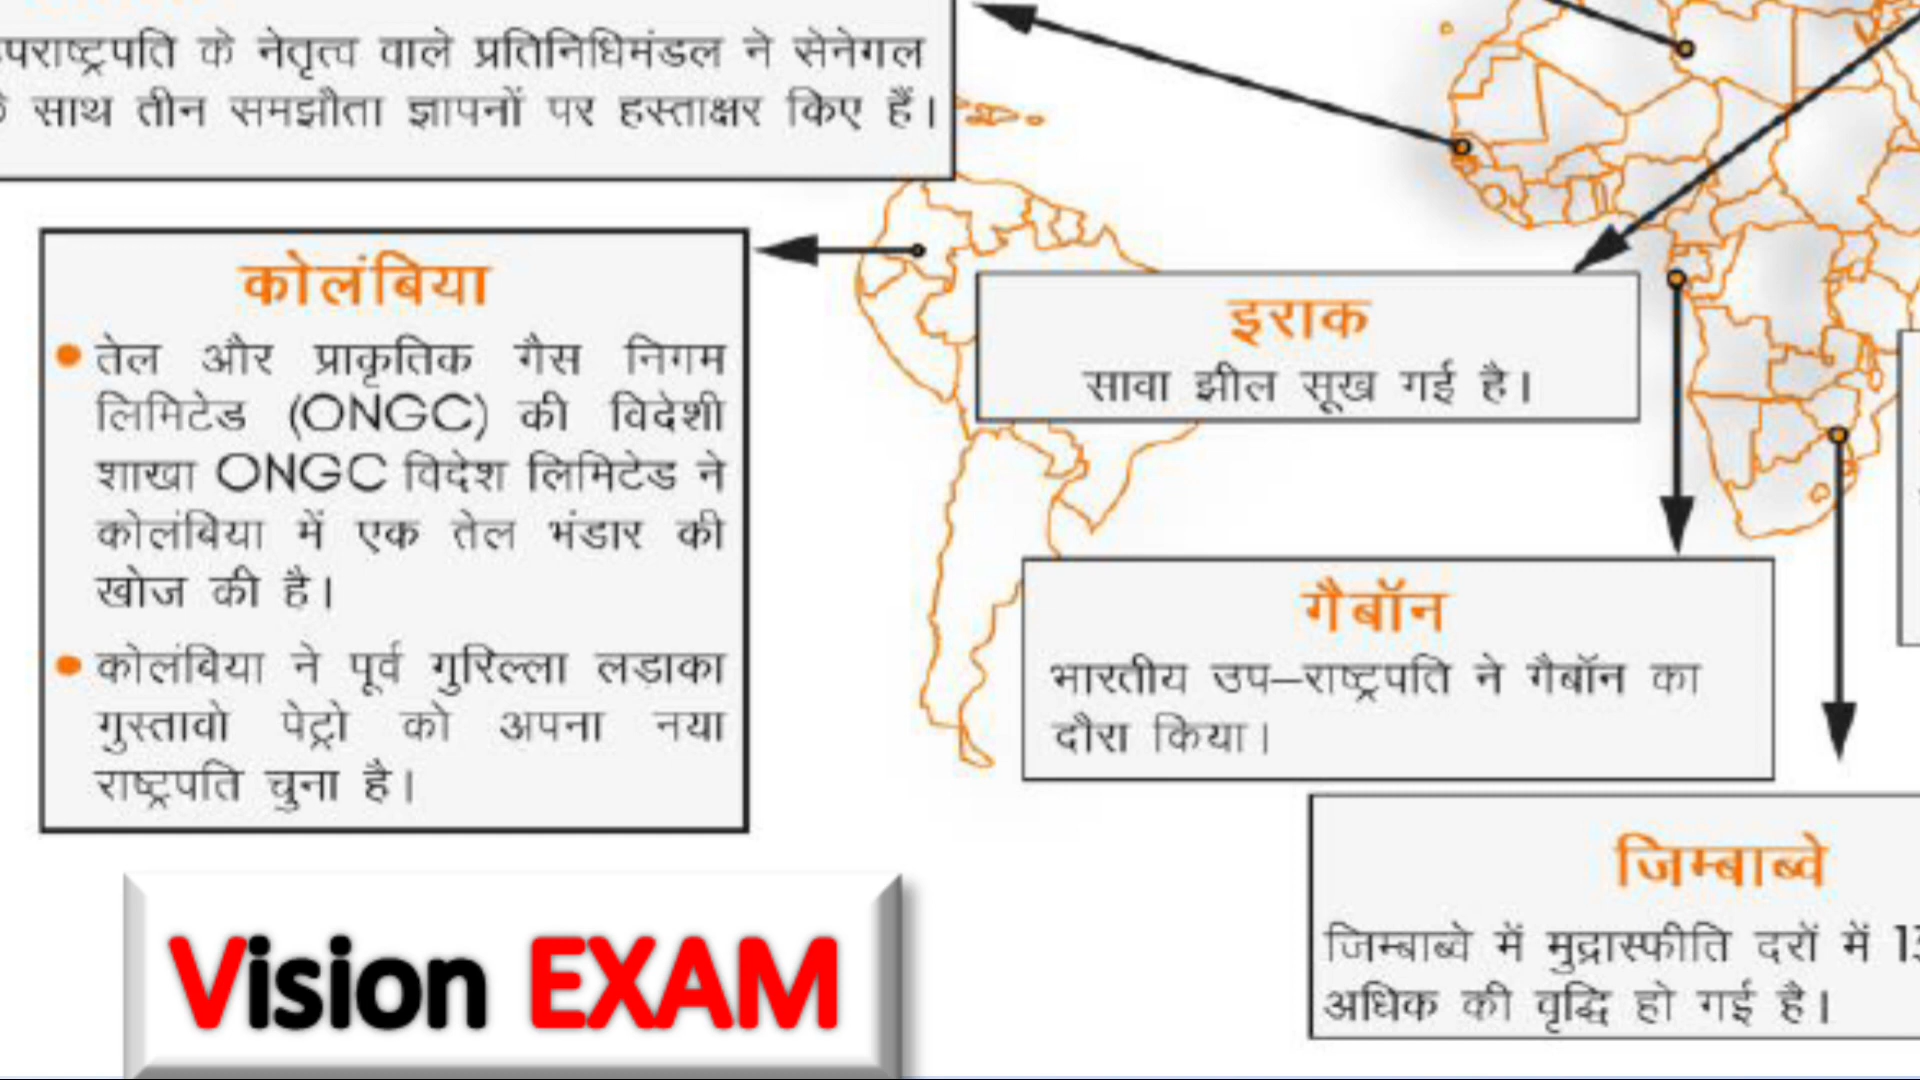 पराष्ट्रपति के नेतृत्व वाले प्रतिनिधिमंडल ने सेनेगल
साथ तीन समझौता ज्ञापनों पर हस्ताक्षर किए हैं।
कोलंबिया
तेल और प्राकृतिक गैस निगम
लिमिटेड (ONGC) की विदेशी
शाखा ONGC विदेश लिमिटेड ने
कोलंबिया में एक तेल भंडार की
खोज की है।
कोलंबिया ने पूर्व गुरिल्ला लड़ाका
गुस्तावो पेट्रो को अपना नया
राष्ट्रपति चुना है।
इराक
सावा झील सूख गई है।
गैबॉन
भारतीय उप–राष्ट्रपति ने गैबॉन का
दौरा किया।
जिम्बाब्वे
जिम्बाब्वे में मुद्रास्फीति दरों में
अधिक की वृद्धि हो गई है।
Vision EXAM